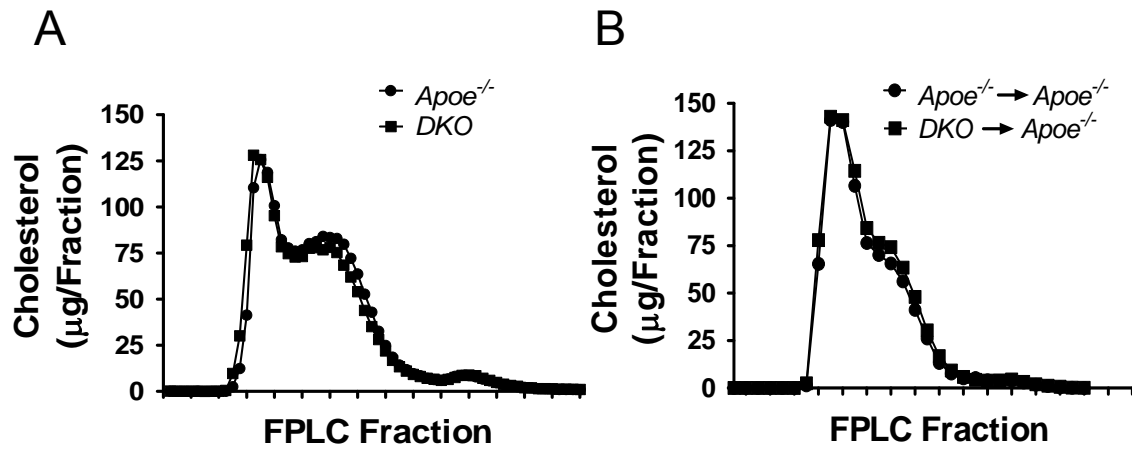 A
Apoe-/-
DKO
150
125
100
75
50
25
0
Cholesterol
(µg/Fraction)
FPLC Fraction
B
Apoe-/- → Apoe-/-
DKO → Apoe-/-
150
125
100
75
50
25
0
Cholesterol
(µg/Fraction)
FPLC Fraction